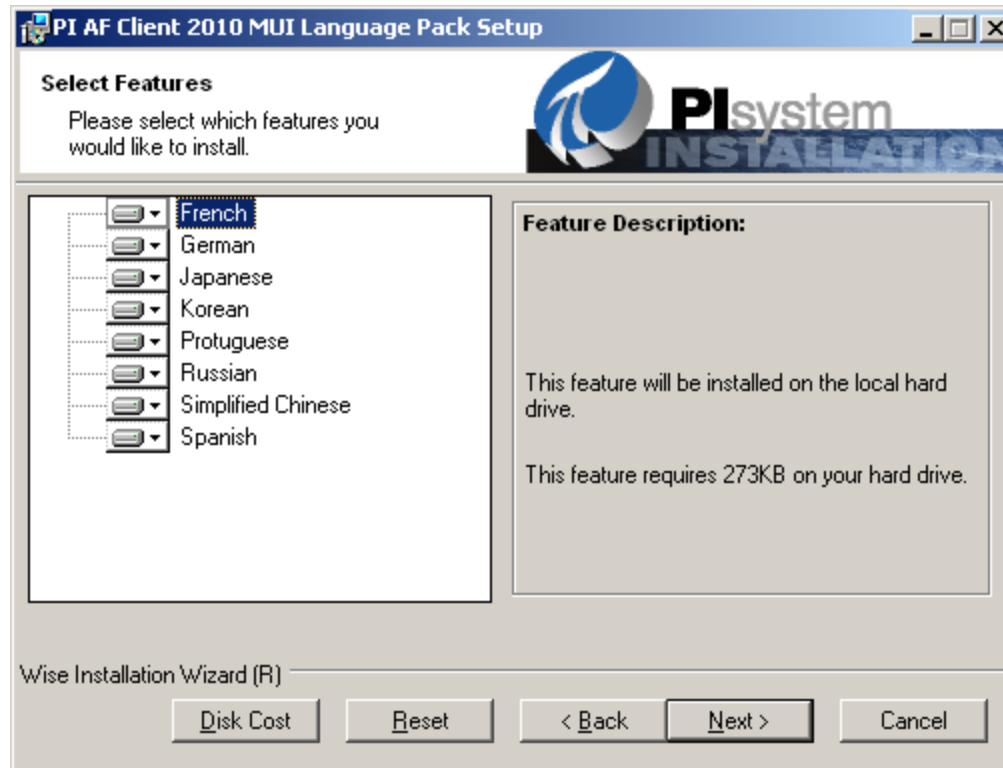 PI AF Client 2010 MUI Language Pack Setup
Select Features
Please select which features you
would like to install.
PIsystem
INSTALLATION
French
German
Japanese
Korean
Protuguese
Russian
Simplified Chinese
Spanish
Feature Description:
This feature will be installed on the local hard
drive.
This feature requires 273KB on your hard drive.
Wise Installation Wizard (R)
Disk Cost
Reset
< Back
Next >
Cancel